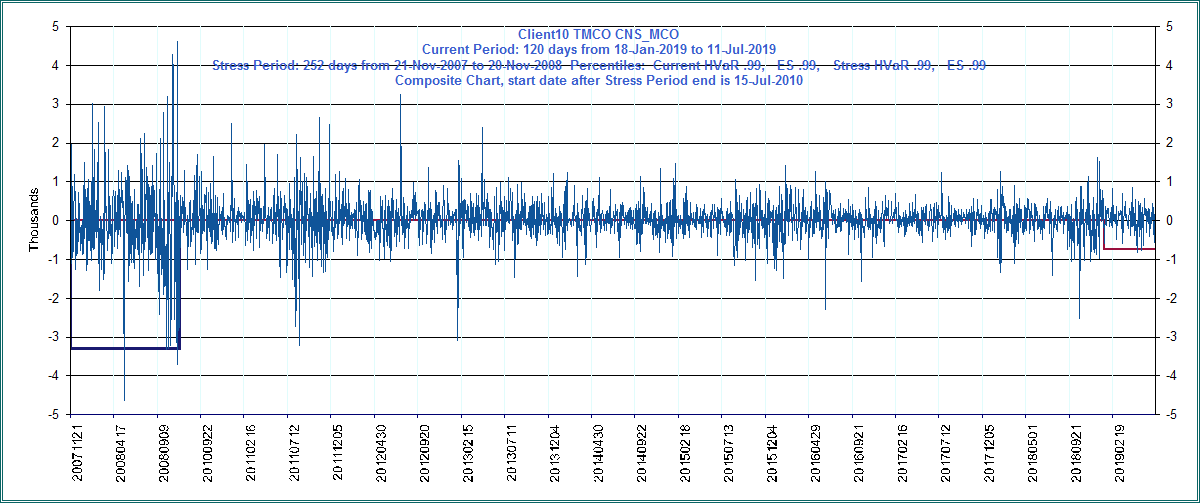 Client10 TMCO CNS_MCO
Current Period: 120 days from 18-Jan-2019 to 11-Jul-2019
Stress Period: 252 days from 21-Nov-2007 to 20-Nov-2008 Percentiles: Current HVaR .99, ES .99, Stress HVaR .99, ES .99
Composite Chart, start date after Stress Period end is 15-Jul-2010
5 5
4 4
3 3
2 2
1 1
0 0
-1 -1
-2 -2
-3 -3
-4 -4
-5 -5
Thousands
20071121 20080417 20080909 20100922 20110216 20110712 20111205 20120430 20120920 20130215 20130711 20131204 20140430 20140922 20150218 20150713 20151204 20160429 20160921 20170216 20170712 20171205 20180501 20180921 20190219